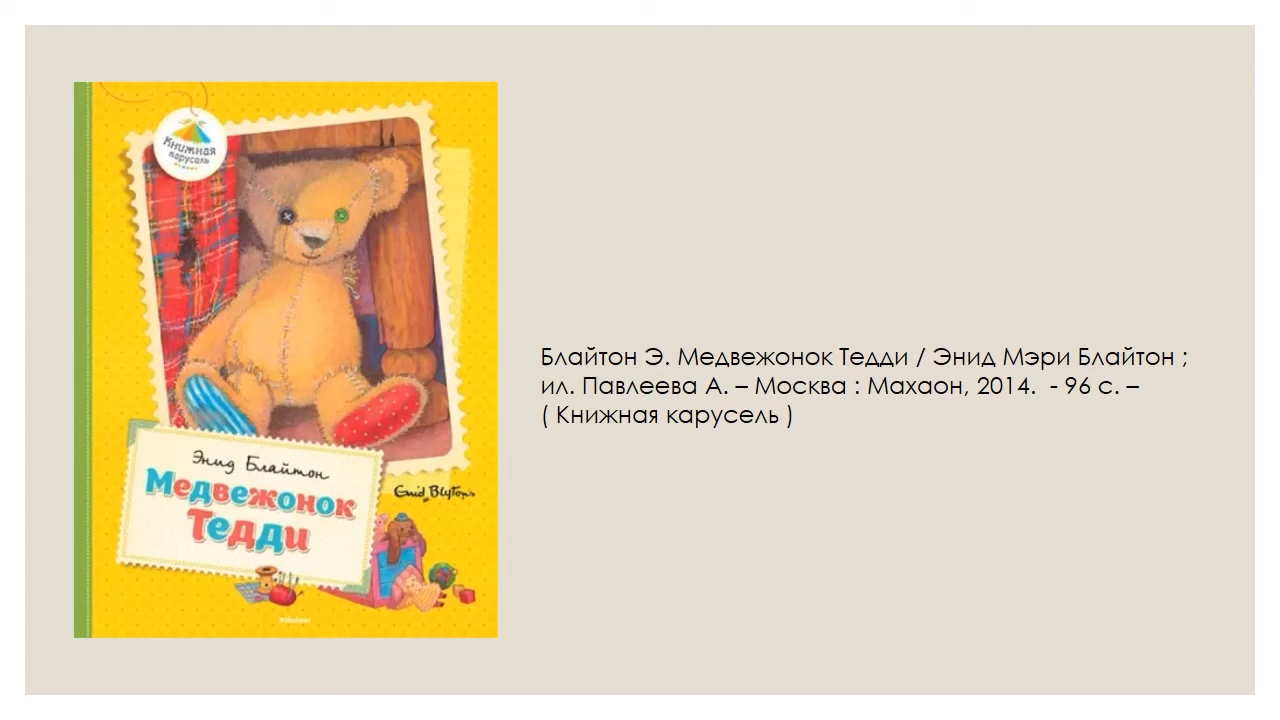 Книжная
карусель
Энид Блайтон
Медвежонок
Тедди
Enid Blyton
Блайтон Э. Медвежонок Тедди / Энид Мэри Блайтон ;
ил. Павлеева А. – Москва : Махаон, 2014. - 96 с. –
( Книжная карусель )